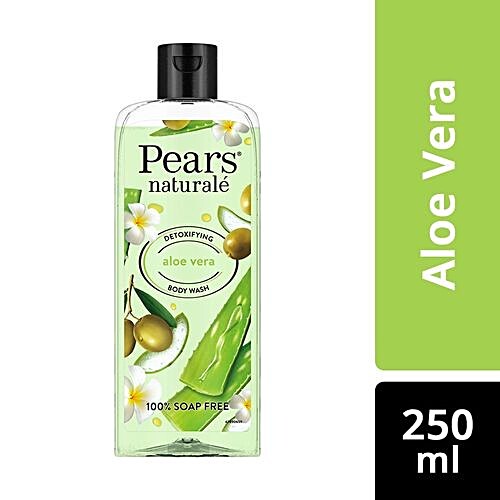 Pears®
naturalé
DETOXIFYING
aloe vera
BODY WASH
100% SOAP FREE
Aloe Vera
250
ml